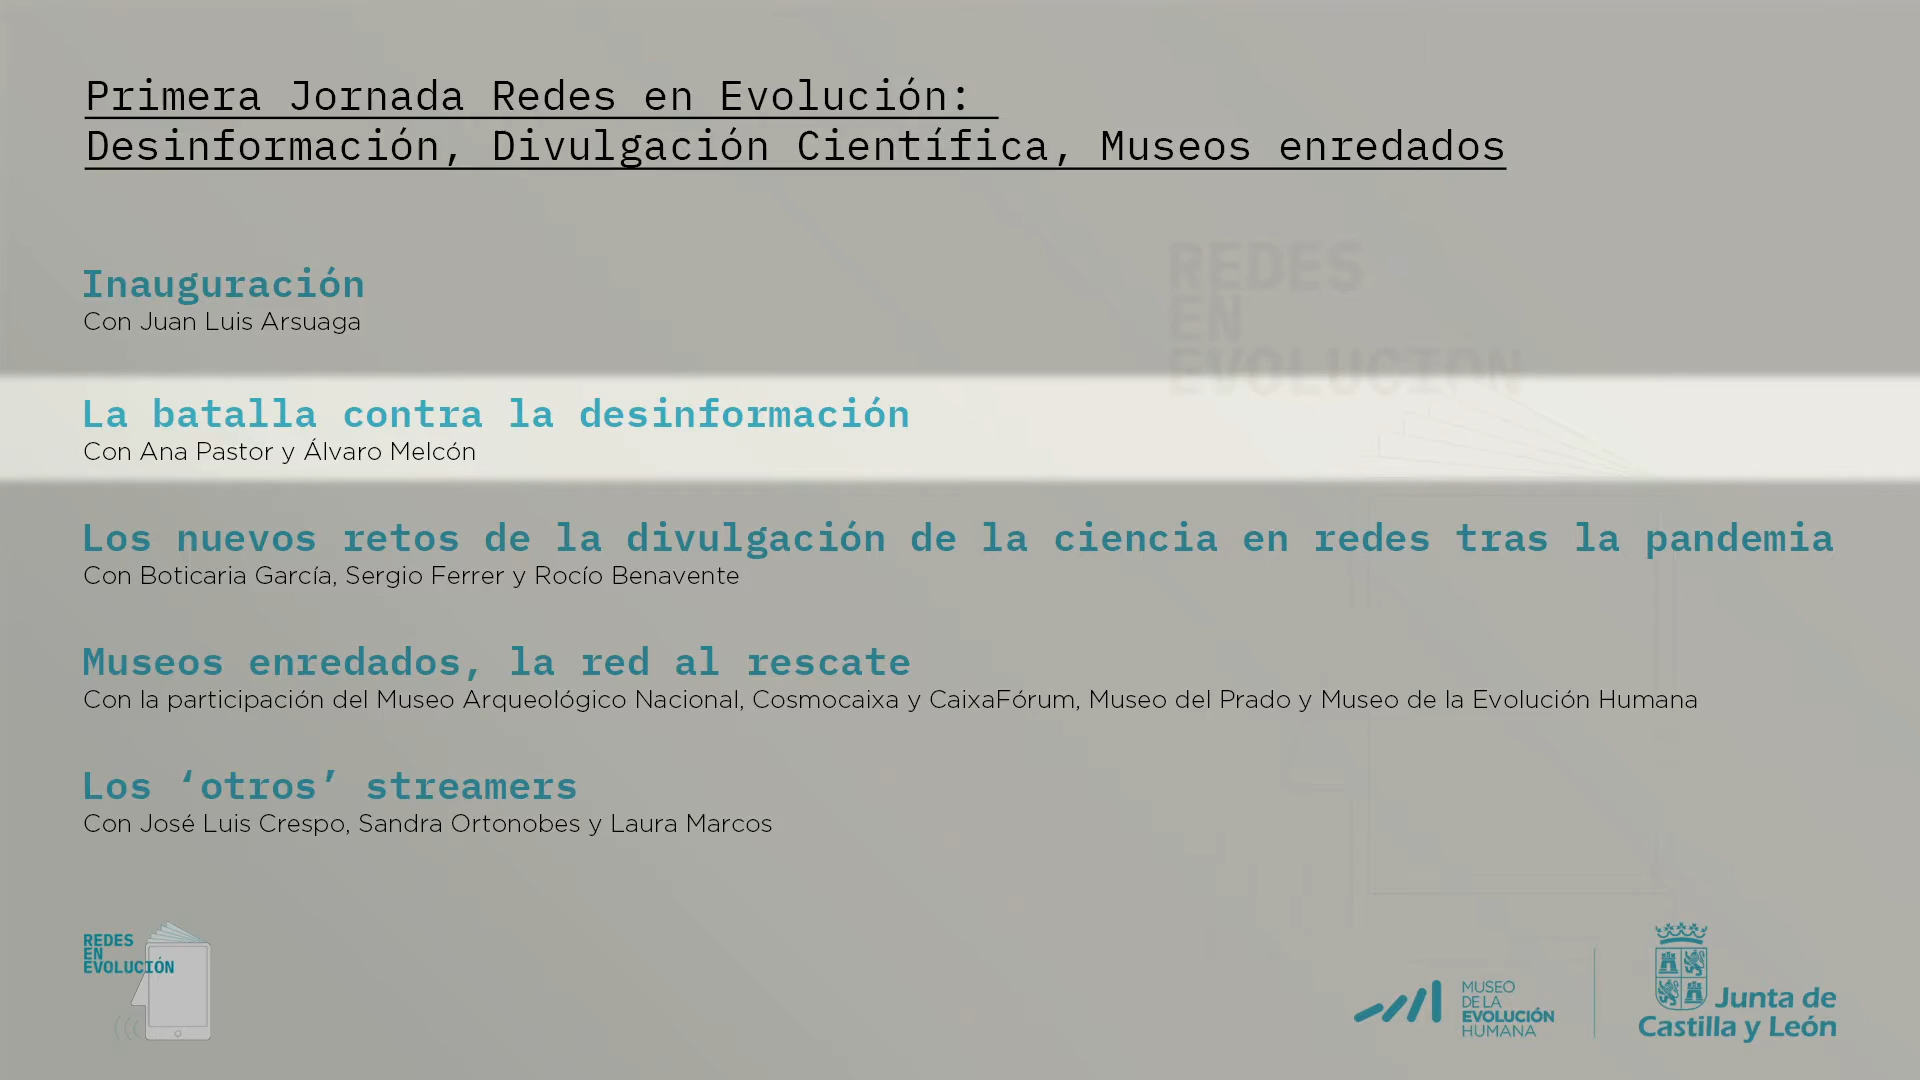 Primera Jornada Redes en Evolución:
Desinformación, Divulgación Científica, Museos enredados
REDES
EN
EVOLUCIÓN
Inauguración
Con Juan Luis Arsuaga
La batalla contra la desinformación
Con Ana Pastor y Álvaro Melcón
Los nuevos retos de la divulgación de la ciencia en redes tras la pandemia
Con Boticaria García, Sergio Ferrer y Rocío Benavente
Museos enredados, la red al rescate
Con la participación del Museo Arqueológico Nacional, Cosmocaixa y CaixaFórum, Museo del Prado y Museo de la Evolución Humana
Los ‘otros’ streamers
Con José Luis Crespo, Sandra Ortonobes y Laura Marcos
REDES
EN
EVOLUCIÓN
MUSEO
DE LA
EVOLUCIÓN
HUMANA
Junta de
Castilla y León